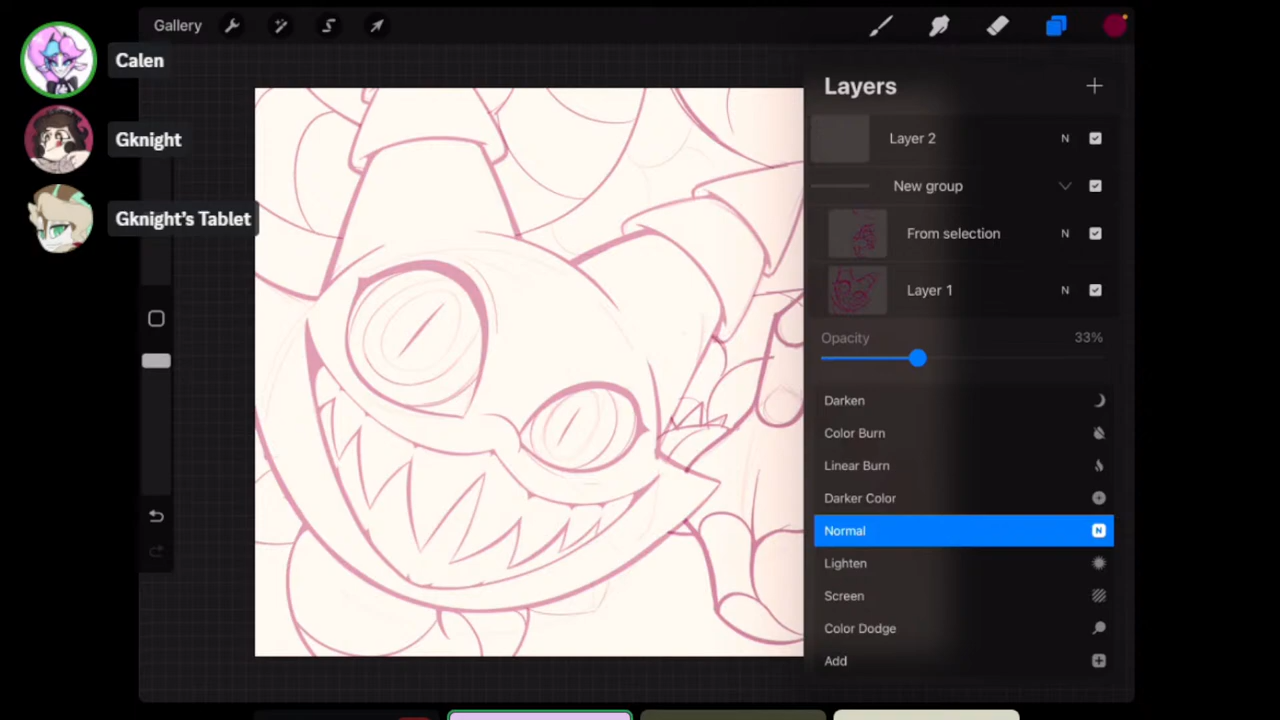 Gallery
Calen
Gknight
Gknight's Tablet
Layers
Layer 2 N
New group
From selection N
Layer 1 N
Opacity 33%
Darken
Color Burn
Linear Burn
Darker Color
Normal N
Lighten
Screen
Color Dodge
Add